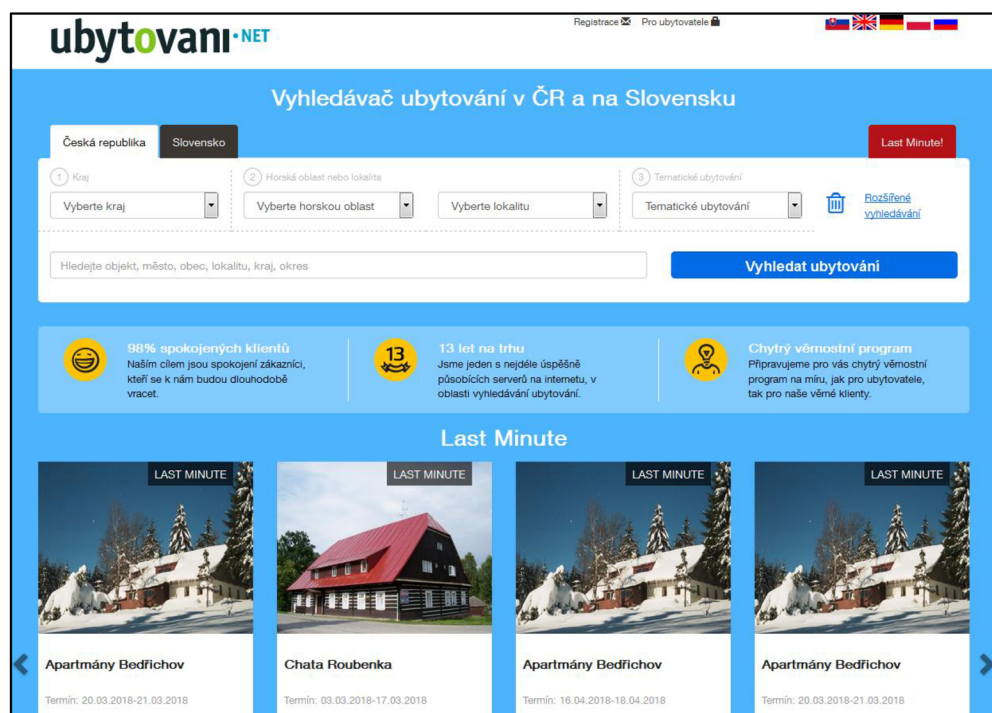 ubytovani•NET
Registrace Pro ubytovatele
Vyhledávač ubytování v ČR a na Slovensku
Česká republika Slovensko Last Minute!
1 Kraj 2 Horská oblast nebo lokalita 3 Tematické ubytování
Vyberte kraj Vyberte horskou oblast Vyberte lokalitu Tematické ubytování Rozšířené
vyhledávání
Hledejte objekt, město, obec, lokalitu, kraj, okres Vyhledat ubytování
98% spokojených klientů
Naším cílem jsou spokojení zákazníci,
kteří se k nám budou dlouhodobě
vracet.
13
13 let na trhu
Jsme jeden s nejdéle úspěšně
působících serverů na internetu, v
oblasti vyhledávání ubytování.
Chytrý věrnostní program
Připravujeme pro vás chytrý věrnostní
program na míru, jak pro ubytovatele,
tak pro naše věrné klienty.
Last Minute
LAST MINUTE LAST MINUTE LAST MINUTE LAST MINUTE
Apartmány Bedřichov Chata Roubenka Apartmány Bedřichov Apartmány Bedřichov
Termín: 20.03.2018-21.03.2018 Termín: 03.03.2018-17.03.2018 Termín: 16.04.2018-18.04.2018 Termín: 20.03.2018-21.03.2018